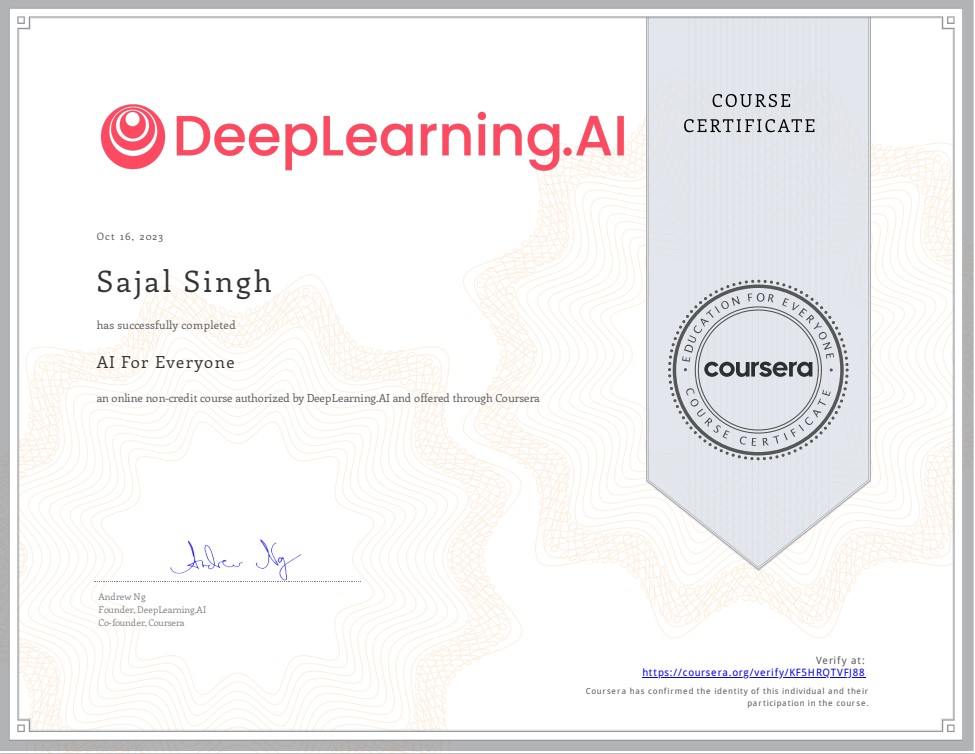 DeepLearning.AI
COURSE
CERTIFICATE
Oct 16, 2023
Sajal Singh
has successfully completed
AI For Everyone
an online non-credit course authorized by DeepLearning.AI and offered through Coursera
EDUCATION FOR EVERYONE
coursera
COURSE CERTIFICATE
Andrew Ng
Andrew Ng
Founder, DeepLearning.AI
Co-founder, Coursera
Verify at:
https://coursera.org/verify/KF5HRQTVFJ88
Coursera has confirmed the identity of this individual and their
participation in the course.